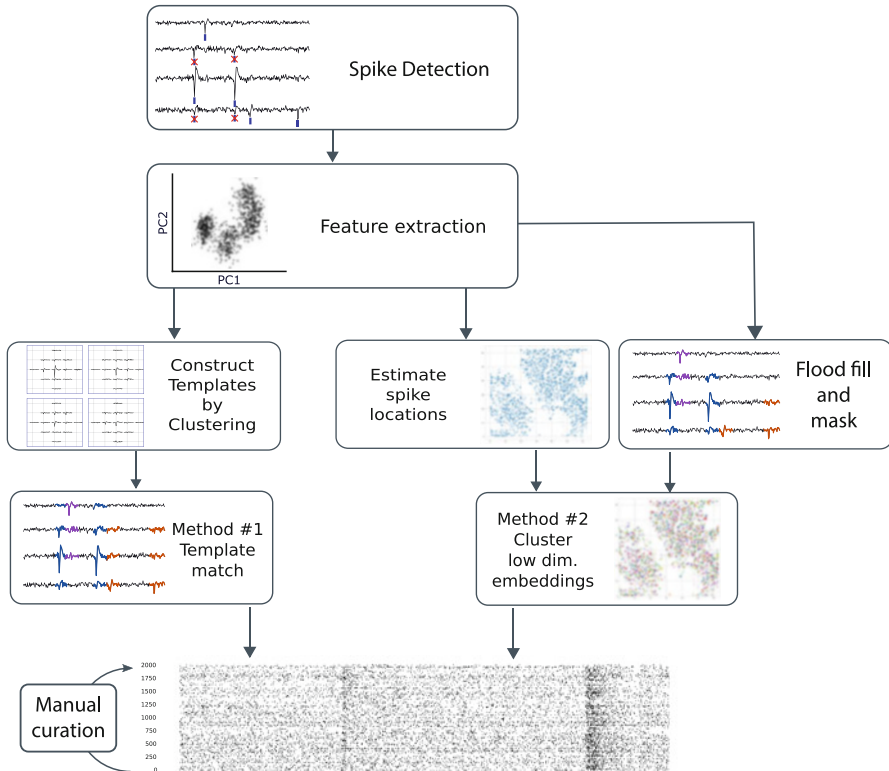 Spike Detection
PC2
PC1
Feature extraction
Construct
Templates
by
Clustering
Estimate
spike
locations
Flood fill
and
mask
Method #1
Template
match
Method #2
Cluster
low dim.
embeddings
Manual
curation
2000
1750
1500
1250
1000
750
500
250
0